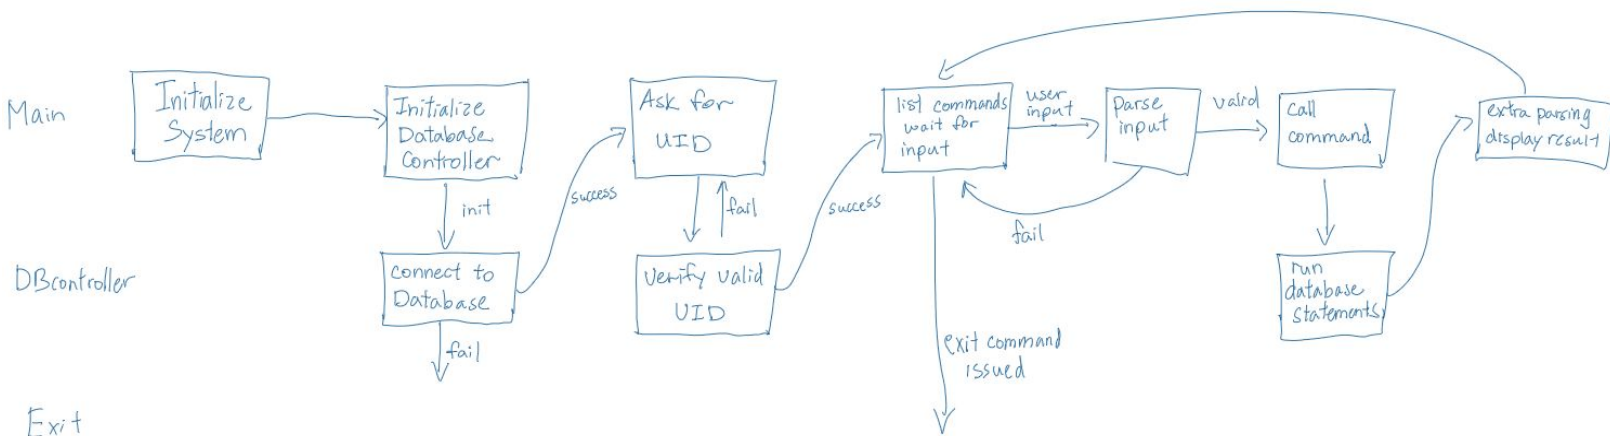 Main
Initialize
System
Initialize
Database
Controller
init
success
Ask for
UID
fail
success
list commands
wait for
input
user
input
Parse
input
valid
fail
call
command
extra parsing
display result
DBcontroller
connect to
Database
fail
Verify valid
UID
run
database
statements
exit command
issued
Exit